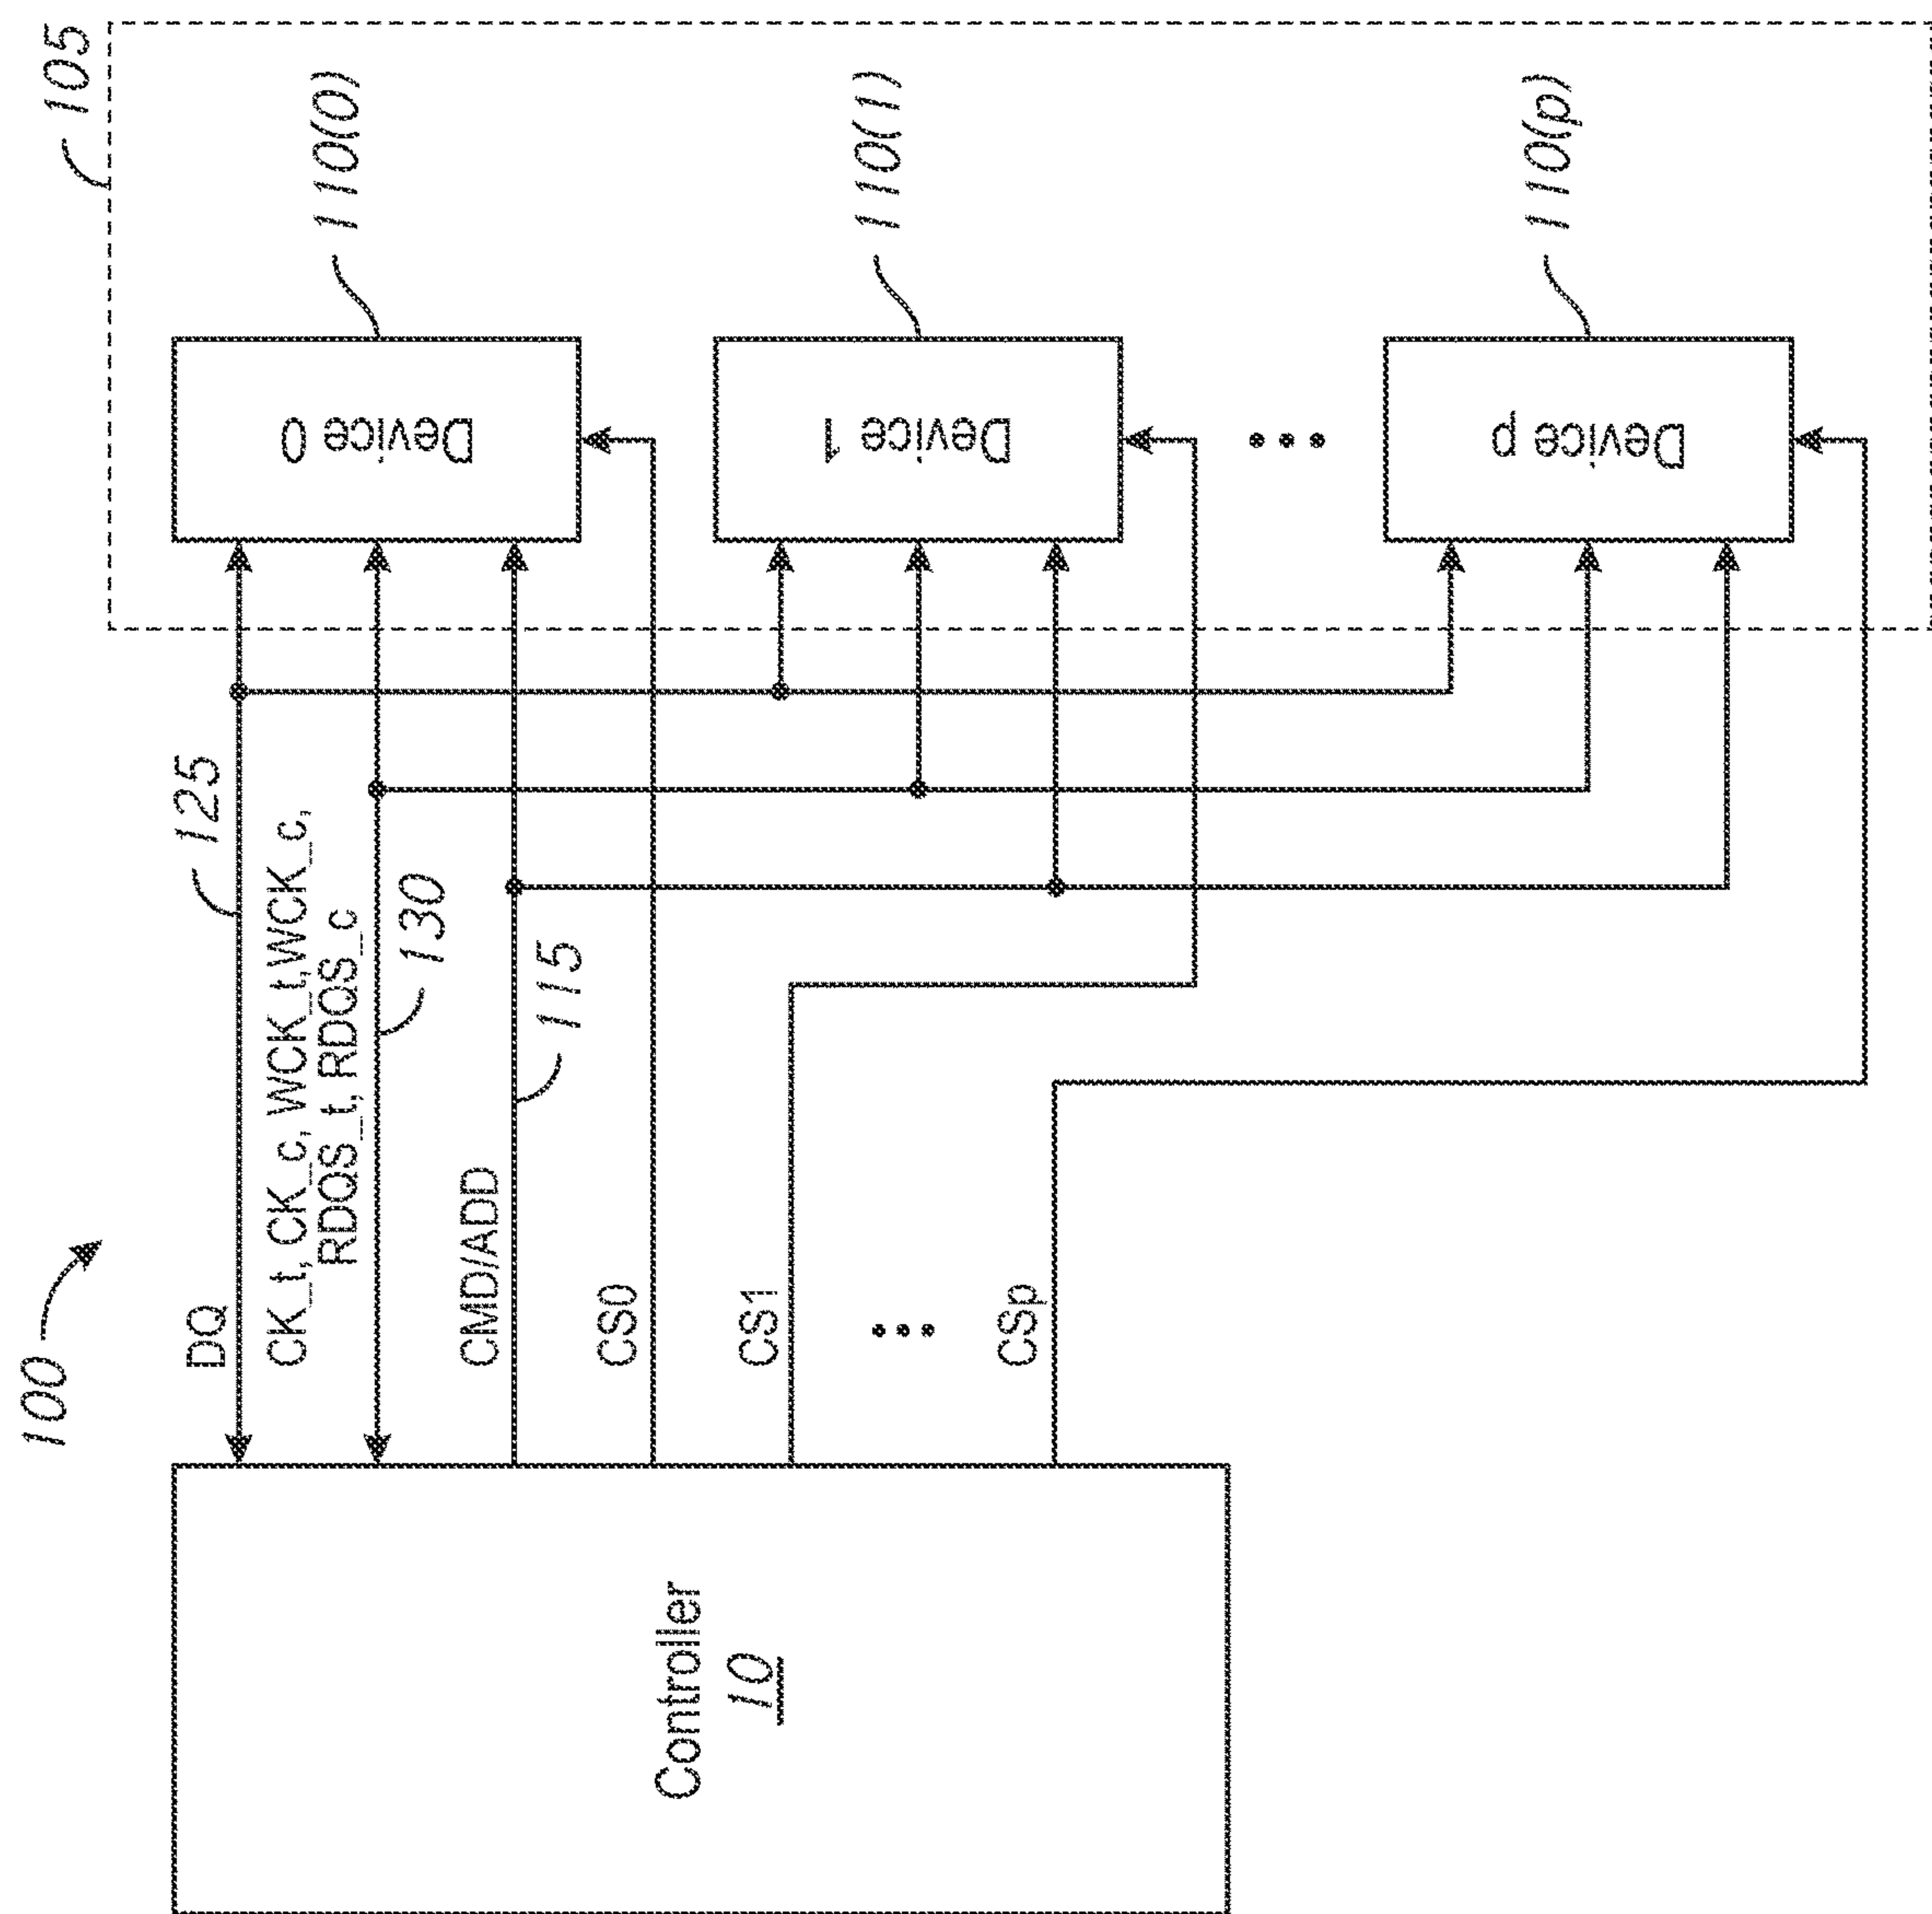 100
105
DQ
125
CK_t, CK_c, WCK_t,WCK_c,
RDQS_t, RDQS_c
130
CMD/ADD
115
CS0
CS1
CSp
Controller
10
Device 0
110(0)
Device 1
110(1)
Device p
110(p)